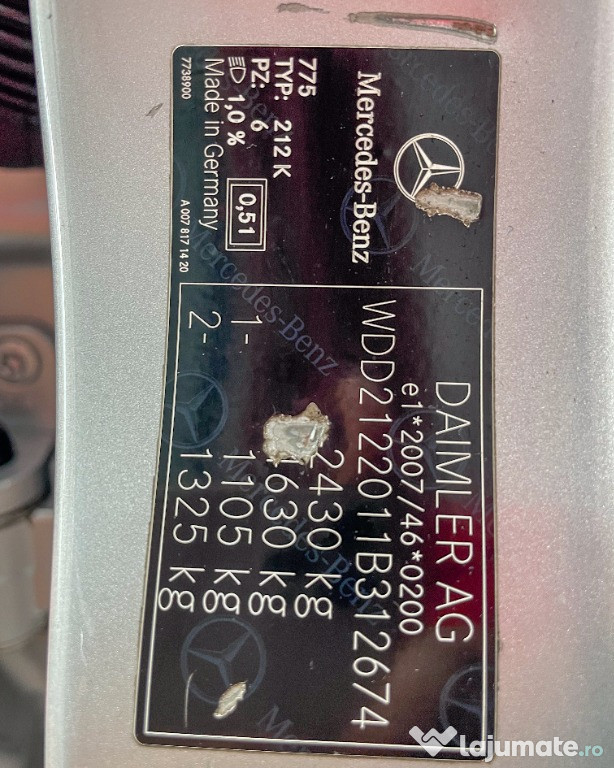 Mercedes-Benz
775
TYP: 212 K
PZ: 6
1,0 %
Made in Germany
0,51
7738900
A 007 817 14 20
DAIMLER AG
e1*2007/46*0200
WDD2122011B312674
2430 kg
1630 kg
1- 1105 kg
2- 1325 kg
Mercedes-Benz
lajumate.ro